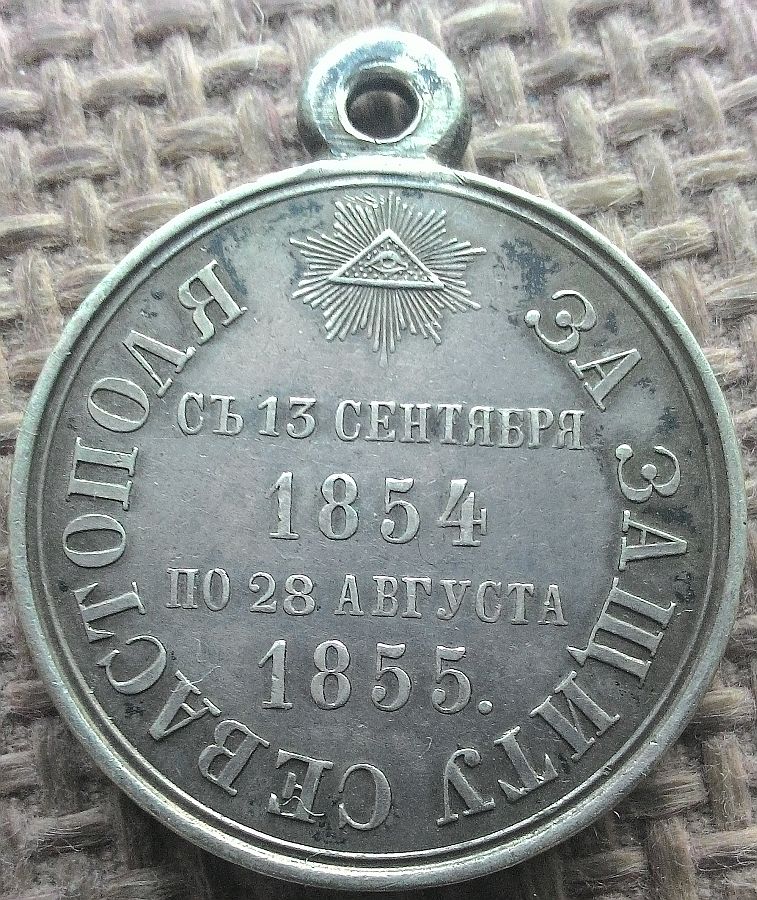 ЗА ЗАЩИТУ СЕВАСТОПОЛЯ
СЪ 13 СЕНТЯБРЯ
1854
ПО 28 АВГУСТА
1855.